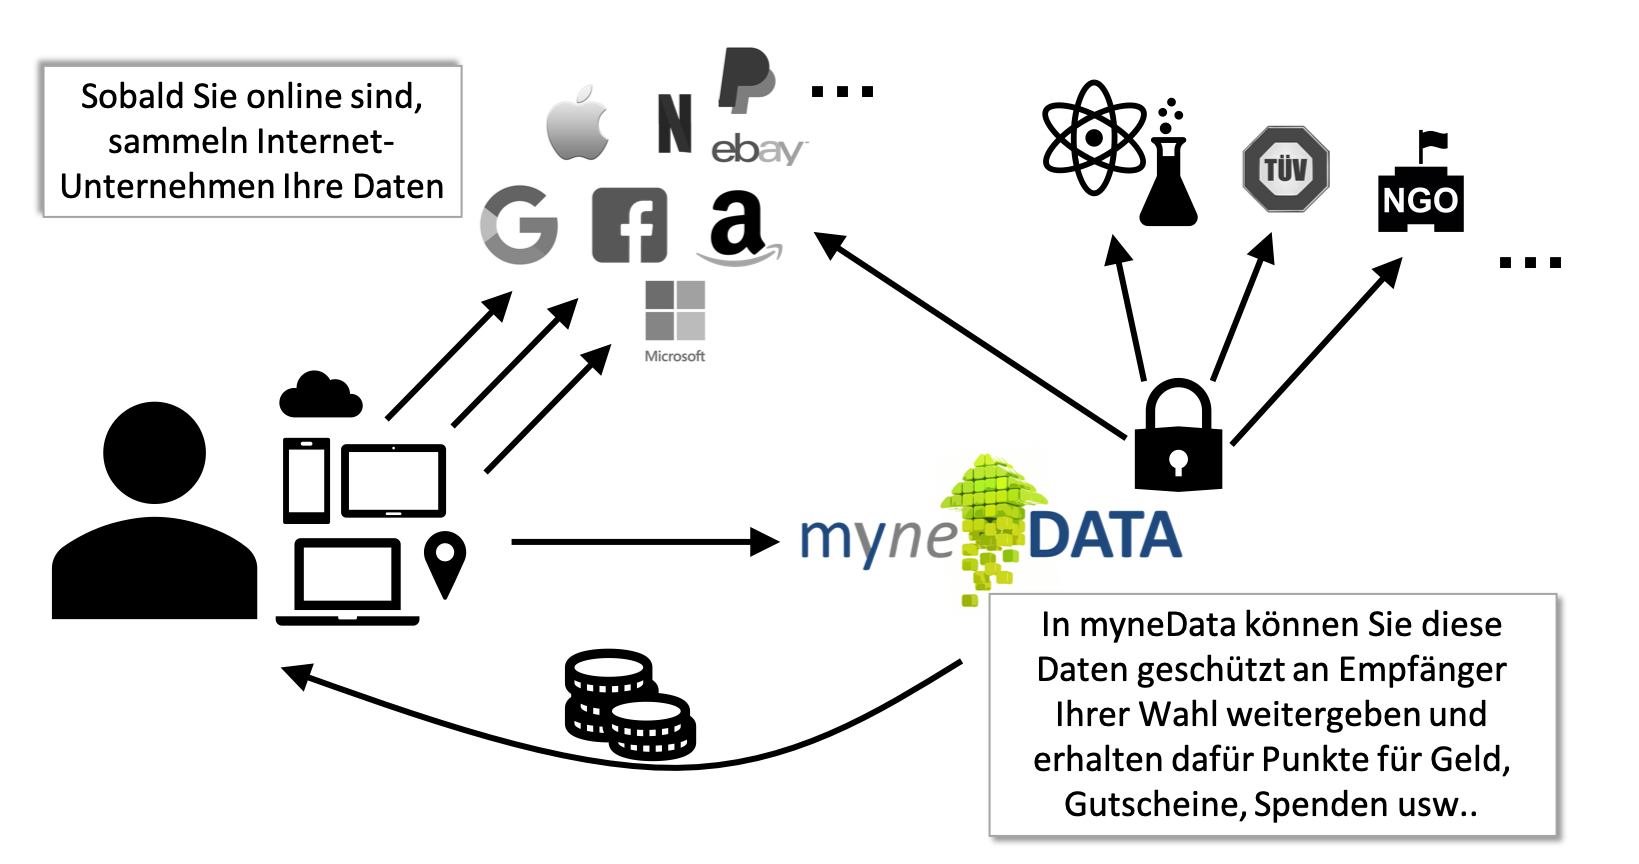 Sobald Sie online sind,
sammeln Internet-
Unternehmen Ihre Daten
N
ebay
...
G
f
a
Microsoft
TÜV
NGO
...
myneDATA
In myneData können Sie diese
Daten geschützt an Empfänger
Ihrer Wahl weitergeben und
erhalten dafür Punkte für Geld,
Gutscheine, Spenden usw..